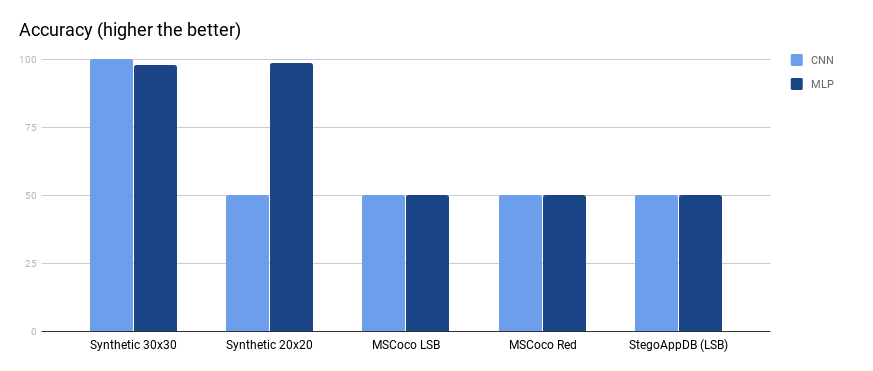 Accuracy (higher the better)
100
75
50
25
0
Synthetic 30x30
Synthetic 20x20
MSCoco LSB
MSCoco Red
StegoAppDB (LSB)
CNN
MLP